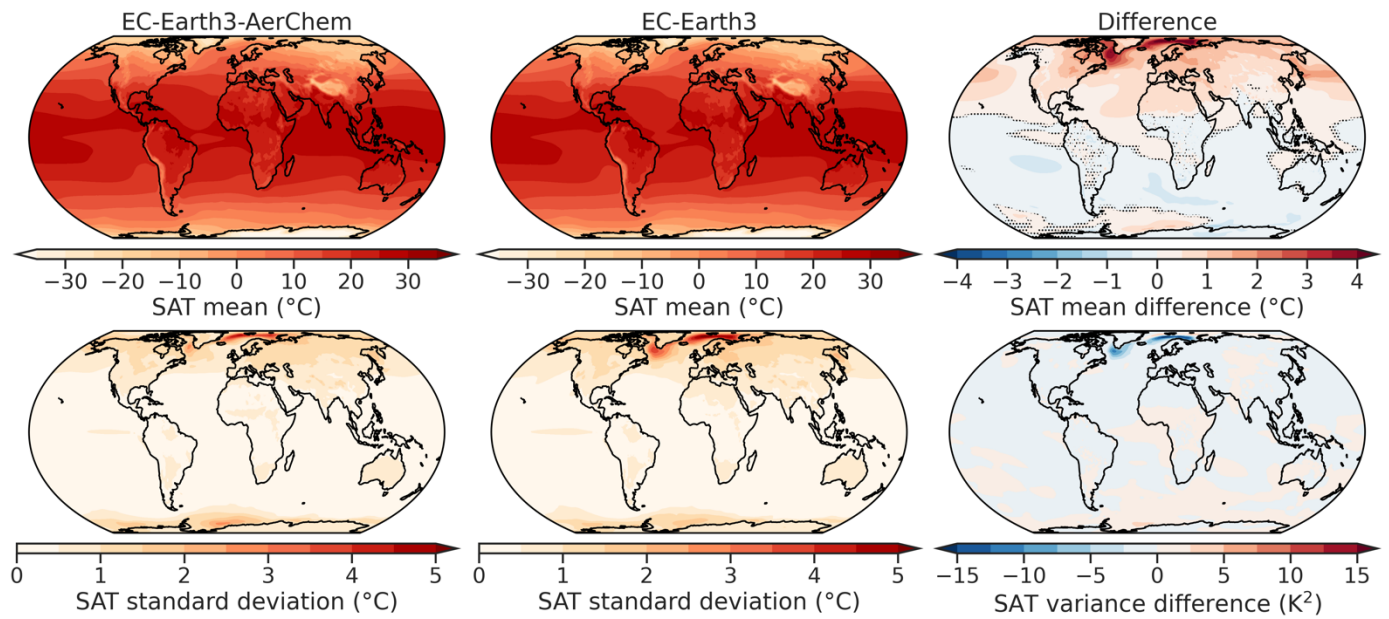 EC-Earth3-AerChem
EC-Earth3
Difference
−30 −20 −10 0 10 20 30
SAT mean (°C)
−30 −20 −10 0 10 20 30
SAT mean (°C)
−4 −3 −2 −1 0 1 2 3 4
SAT mean difference (°C)
0 1 2 3 4 5
SAT standard deviation (°C)
0 1 2 3 4 5
SAT standard deviation (°C)
−15 −10 −5 0 5 10 15
SAT variance difference (K²)